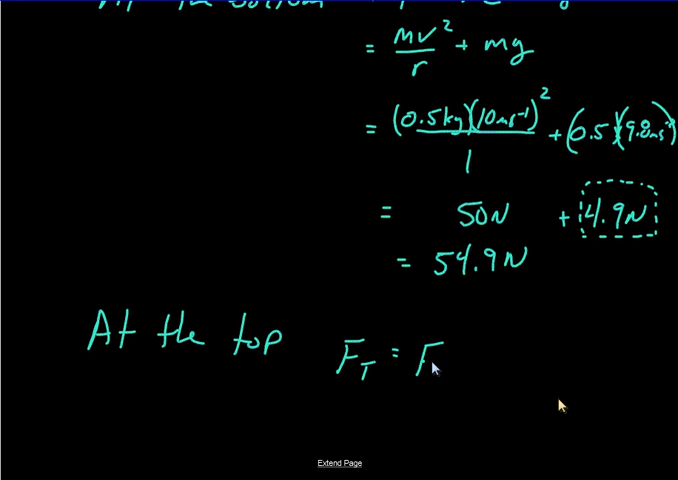 = mv²/r + mg
= (0.5kg)(10ms⁻¹)²/1 + (0.5)(9.8ms⁻²)
= 50N + 4.9N
= 54.9N
At the top F_T = F
Extend Page